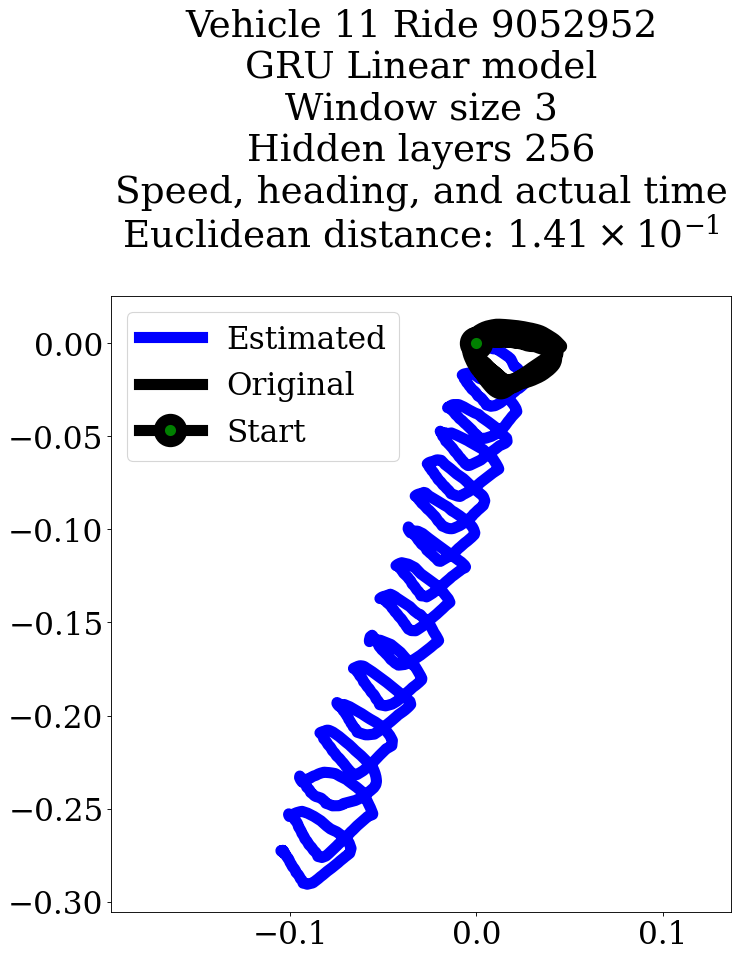 Vehicle 11 Ride 9052952
GRU Linear model
Window size 3
Hidden layers 256
Speed, heading, and actual time
Euclidean distance: 1.41 × 10⁻¹
Estimated
Original
Start
0.00
−0.05
−0.10
−0.15
−0.20
−0.25
−0.30
−0.1 0.0 0.1